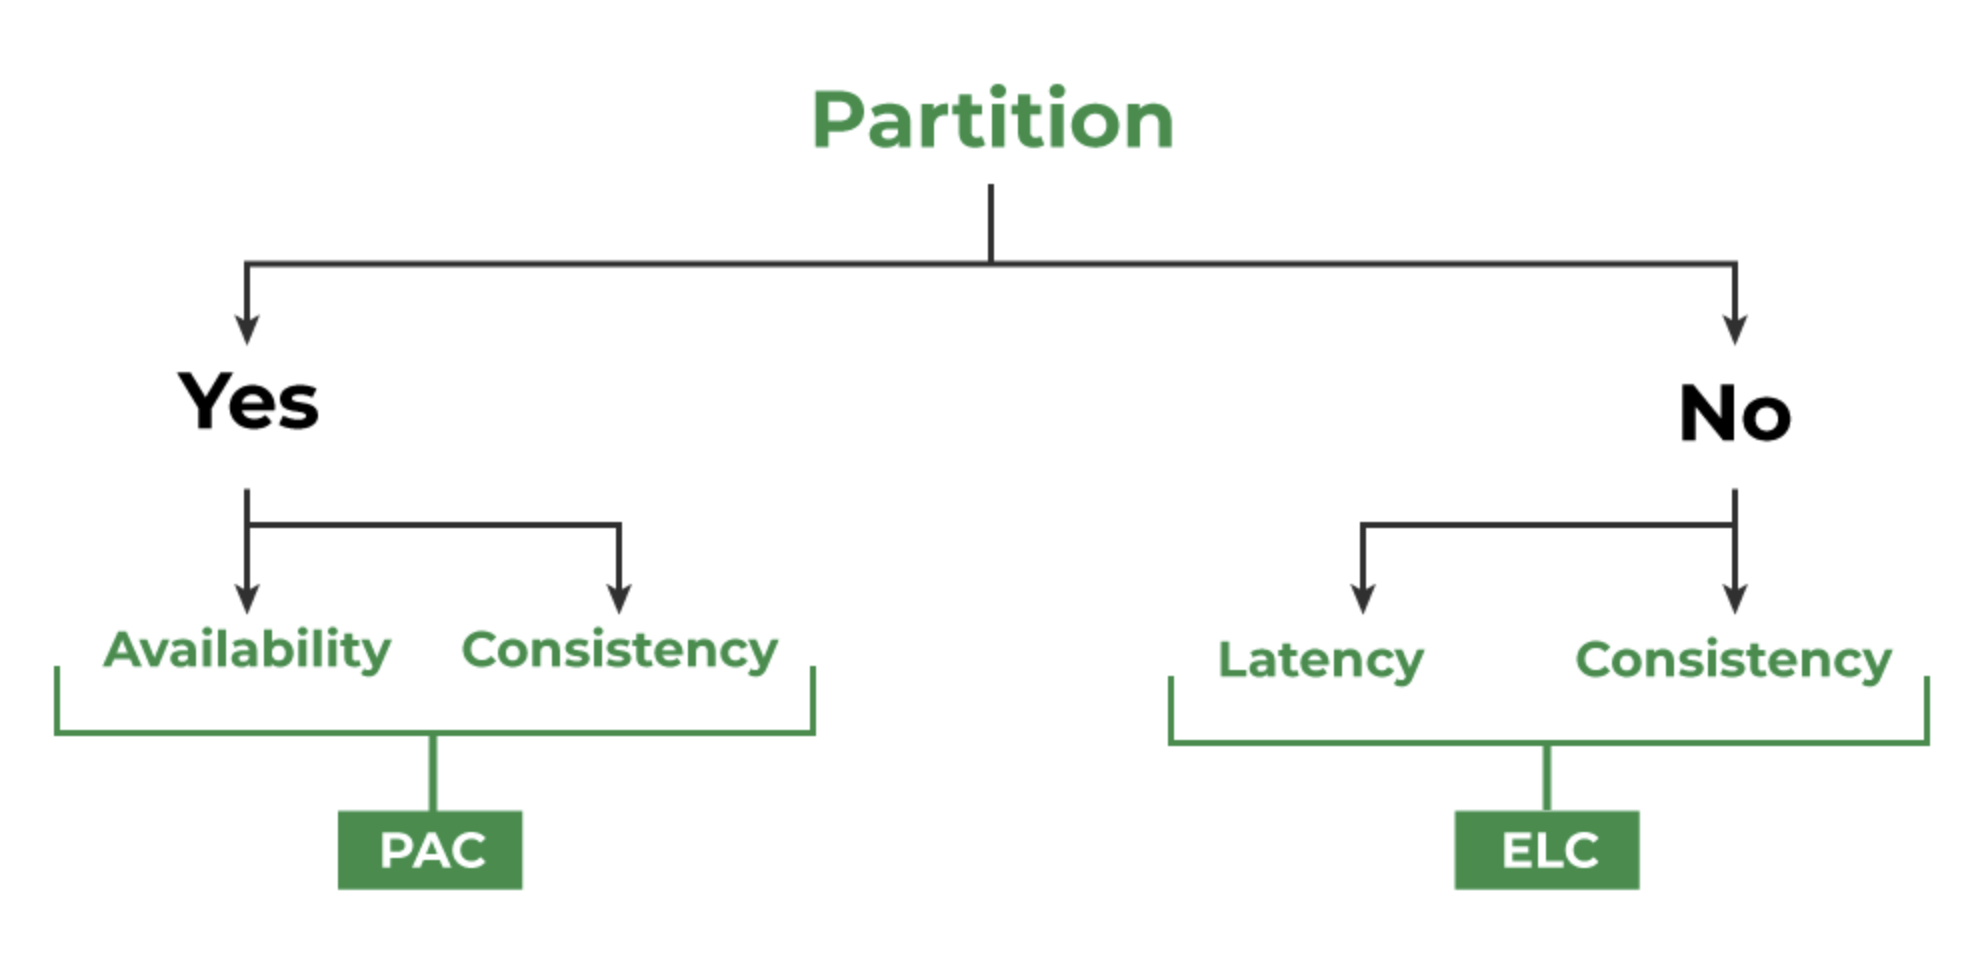 Partition
Yes
No
Availability Consistency
Latency Consistency
PAC
ELC